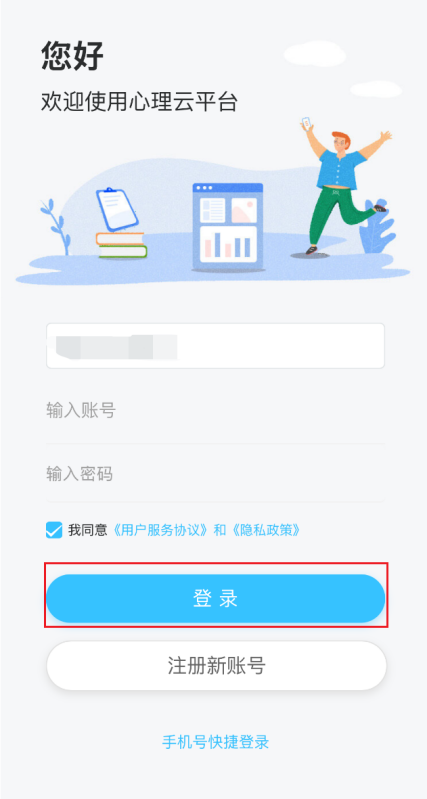 您好
欢迎使用心理云平台
输入账号
输入密码
我同意《用户服务协议》和《隐私政策》
登 录
注册新账号
手机号快捷登录